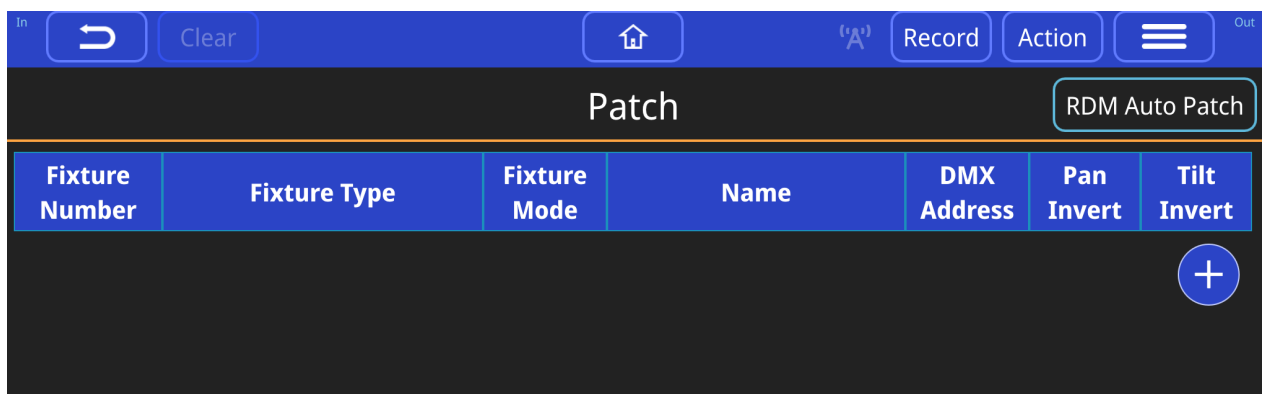 In
Clear
Record
Action
Out
Patch
RDM Auto Patch
Fixture
Number
Fixture Type
Fixture
Mode
Name
DMX
Address
Pan
Invert
Tilt
Invert